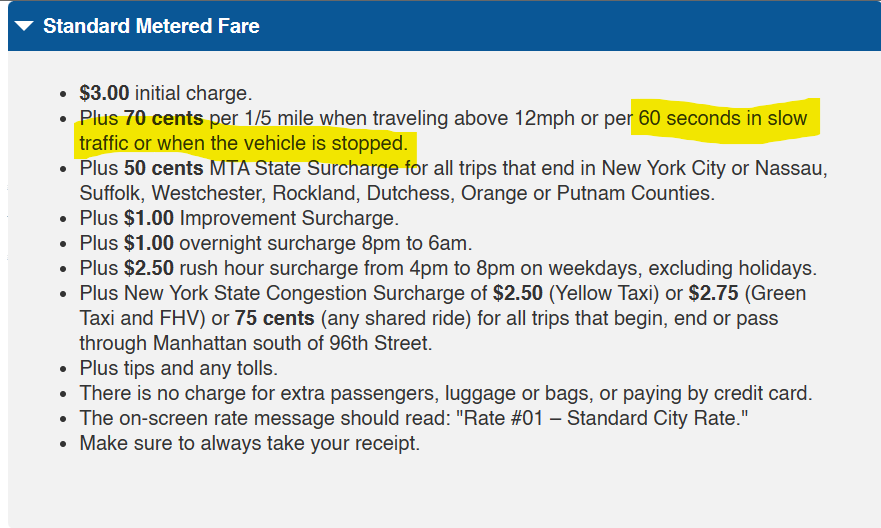 Standard Metered Fare
• $3.00 initial charge.
• Plus 70 cents per 1/5 mile when traveling above 12mph or per 60 seconds in slow
traffic or when the vehicle is stopped.
• Plus 50 cents MTA State Surcharge for all trips that end in New York City or Nassau,
Suffolk, Westchester, Rockland, Dutchess, Orange or Putnam Counties.
• Plus $1.00 Improvement Surcharge.
• Plus $1.00 overnight surcharge 8pm to 6am.
• Plus $2.50 rush hour surcharge from 4pm to 8pm on weekdays, excluding holidays.
• Plus New York State Congestion Surcharge of $2.50 (Yellow Taxi) or $2.75 (Green
Taxi and FHV) or 75 cents (any shared ride) for all trips that begin, end or pass
through Manhattan south of 96th Street.
• Plus tips and any tolls.
• There is no charge for extra passengers, luggage or bags, or paying by credit card.
• The on-screen rate message should read: "Rate #01 – Standard City Rate."
• Make sure to always take your receipt.